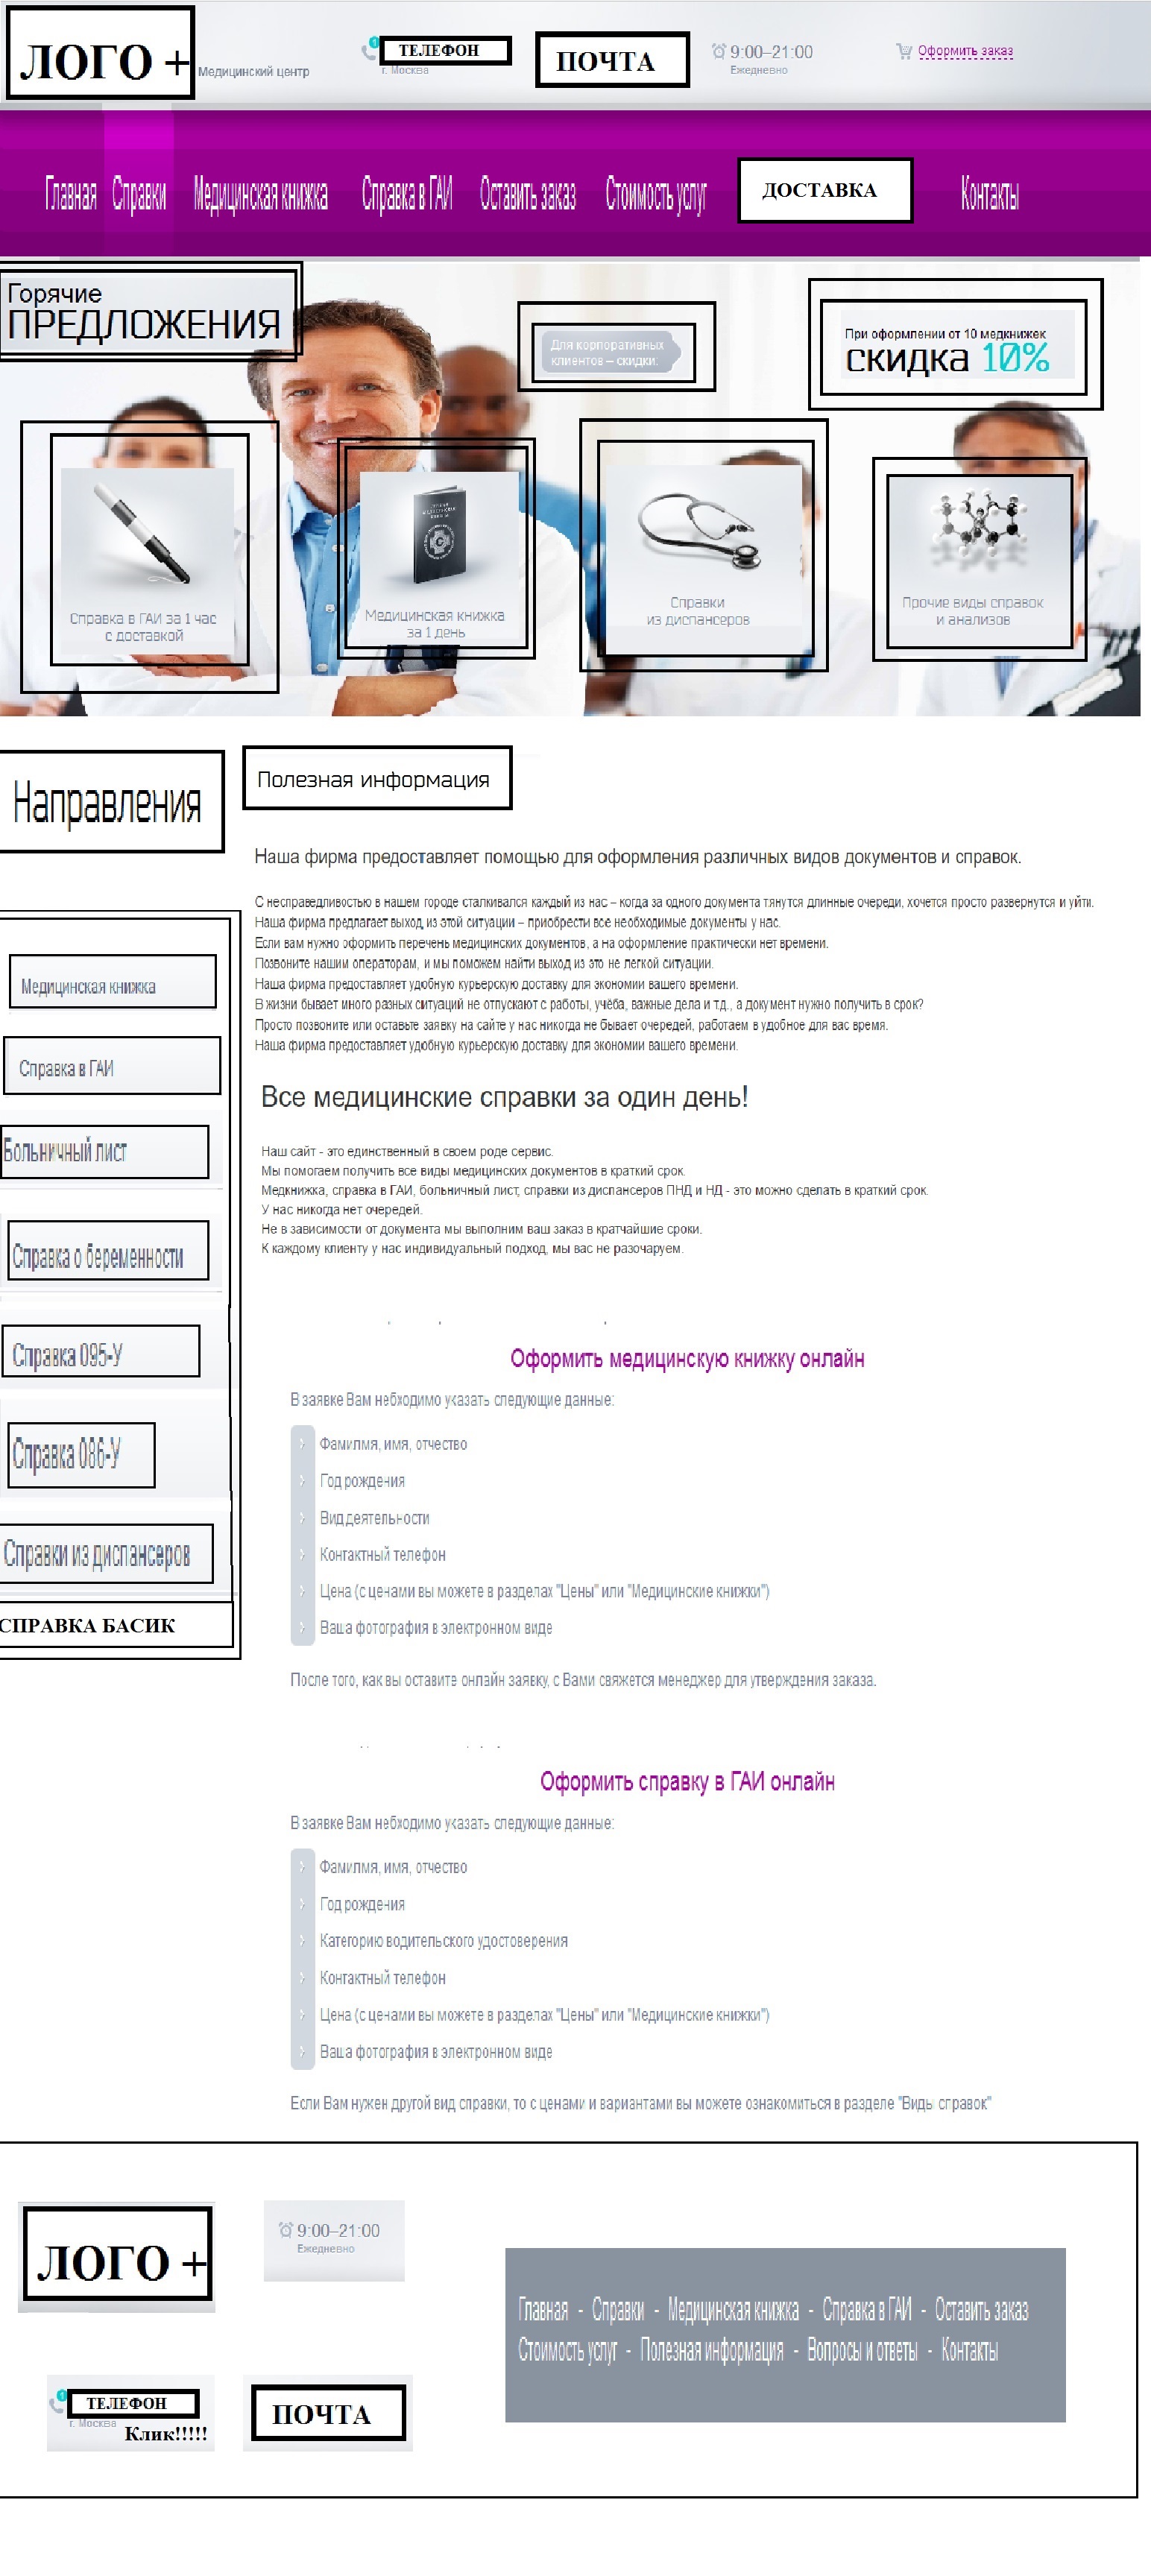 ЛОГО +
Медицинский центр
1
ТЕЛЕФОН
г. Москва
ПОЧТА
9:00–21:00
Ежедневно
Оформить заказ
Главная Справки Медицинская книжка Справка в ГАИ Оставить заказ Стоимость услуг ДОСТАВКА Контакты
Горячие
ПРЕДЛОЖЕНИЯ
Для корпоративных
клиентов – скидки:
При оформлении от 10 медкнижек
скидка 10%
Справка в ГАИ за 1 час
с доставкой
Медицинская книжка
за 1 день
Справки
из диспансеров
Прочие виды справок
и анализов
Направления
Медицинская книжка
Справка в ГАИ
Больничный лист
Справка о беременности
Справка 095-У
Справка 086-У
Справки из диспансеров
СПРАВКА БАСИК
Полезная информация
Наша фирма предоставляет помощью для оформления различных видов документов и справок.
С несправедливостью в нашем городе сталкивался каждый из нас – когда за одного документа тянутся длинные очереди, хочется просто развернутся и уйти.
Наша фирма предлагает выход из этой ситуации – приобрести все необходимые документы у нас.
Если вам нужно оформить перечень медицинских документов, а на оформление практически нет времени.
Позвоните нашим операторам, и мы поможем найти выход из это не легкой ситуации.
Наша фирма предоставляет удобную курьерскую доставку для экономии вашего времени.
В жизни бывает много разных ситуаций не отпускают с работы, учёба, важные дела и т.д., а документ нужно получить в срок?
Просто позвоните или оставьте заявку на сайте у нас никогда не бывает очередей, работаем в удобное для вас время.
Наша фирма предоставляет удобную курьерскую доставку для экономии вашего времени.
Все медицинские справки за один день!
Наш сайт - это единственный в своем роде сервис.
Мы помогаем получить все виды медицинских документов в краткий срок.
Медкнижка, справка в ГАИ, больничный лист, справки из диспансеров ПНД и НД - это можно сделать в краткий срок.
У нас никогда нет очередей.
Не в зависимости от документа мы выполним ваш заказ в кратчайшие сроки.
К каждому клиенту у нас индивидуальный подход, мы вас не разочаруем.
Оформить медицинскую книжку онлайн
В заявке Вам небходимо указать следующие данные:
Фамилмя, имя, отчество
Год рождения
Вид деятельности
Контактный телефон
Цена (с ценами вы можете в разделах "Цены" или "Медицинские книжки")
Ваша фотография в электронном виде
После того, как вы оставите онлайн заявку, с Вами свяжется менеджер для утверждения заказа.
Оформить справку в ГАИ онлайн
В заявке Вам небходимо указать следующие данные:
Фамилмя, имя, отчество
Год рождения
Категорию водительского удостоверения
Контактный телефон
Цена (с ценами вы можете в разделах "Цены" или "Медицинские книжки")
Ваша фотография в электронном виде
Если Вам нужен другой вид справки, то с ценами и вариантами вы можете ознакомиться в разделе "Виды справок"
ЛОГО +
9:00–21:00
Ежедневно
1
ТЕЛЕФОН
г. Москва
Клик!!!!!
ПОЧТА
Главная - Справки - Медицинская книжка - Справка в ГАИ - Оставить заказ
Стоимость услуг - Полезная информация - Вопросы и ответы - Контакты